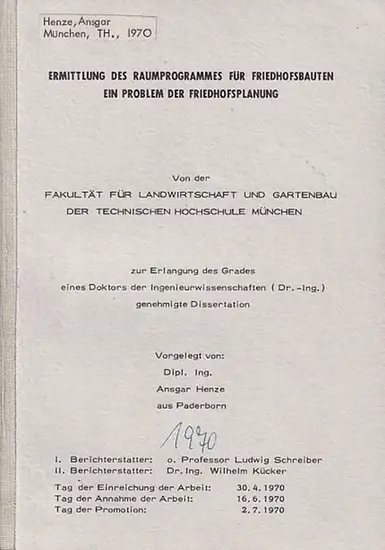 Henze, Ansgar
München, TH., 1970
ERMITTLUNG DES RAUMPROGRAMMES FÜR FRIEDHOFSBAUTEN
EIN PROBLEM DER FRIEDHOFSPLANUNG
Von der
FAKULTÄT FÜR LANDWIRTSCHAFT UND GARTENBAU
DER TECHNISCHEN HOCHSCHULE MÜNCHEN
zur Erlangung des Grades
eines Doktors der Ingenieurwissenschaften ( Dr. -Ing. )
genehmigte Dissertation
Vorgelegt von:
Dipl. Ing.
Ansgar Henze
aus Paderborn
1970
I. Berichterstatter: o. Professor Ludwig Schreiber
II. Berichterstatter: Dr. Ing. Wilhelm Kücker
Tag der Einreichung der Arbeit: 30. 4. 1970
Tag der Annahme der Arbeit: 16. 6. 1970
Tag der Promotion: 2. 7. 1970